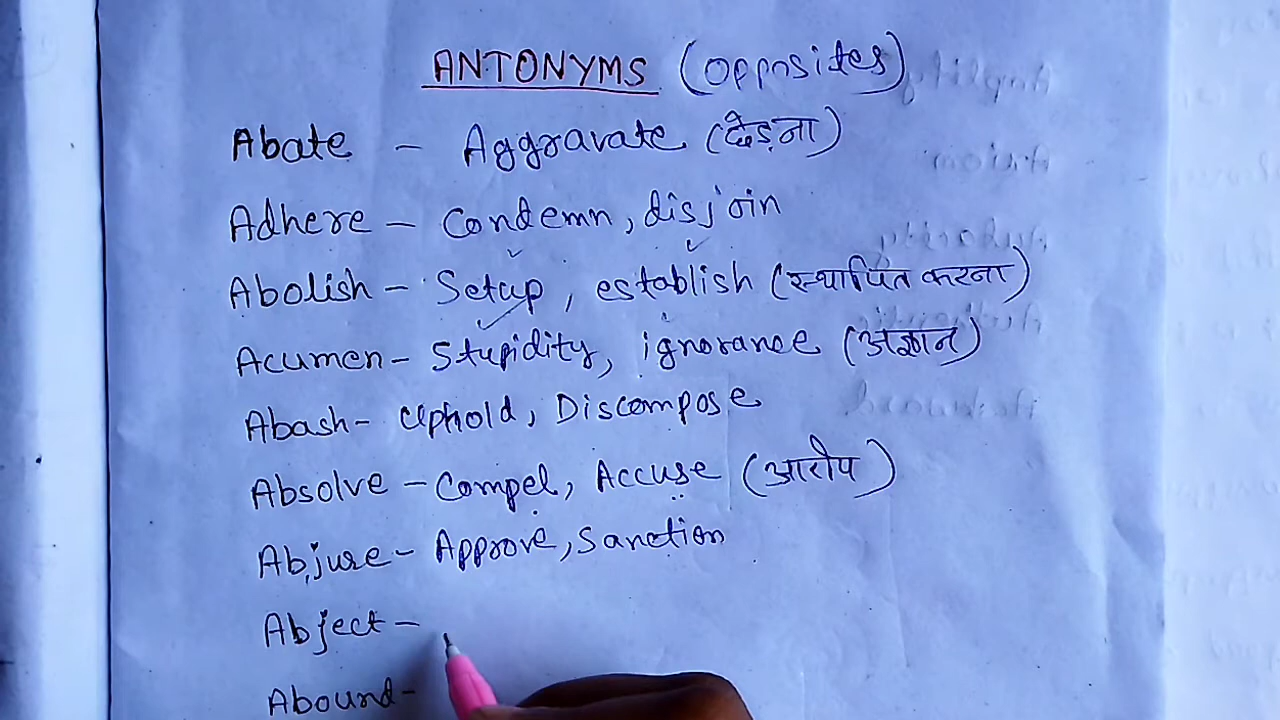 ANTONYMS (Opposites)
Abate - Aggravate (देड़ना)
Adhere - Condemn, disjoin
Abolish - Setup, establish (स्थापित करना)
Acumen - Stupidity, ignorance (अज्ञान)
Abash - Uphold, Discompose
Absolve - Compel, Accuse (आरोप)
Abjure - Approve, Sanction
Abject -
Abound -